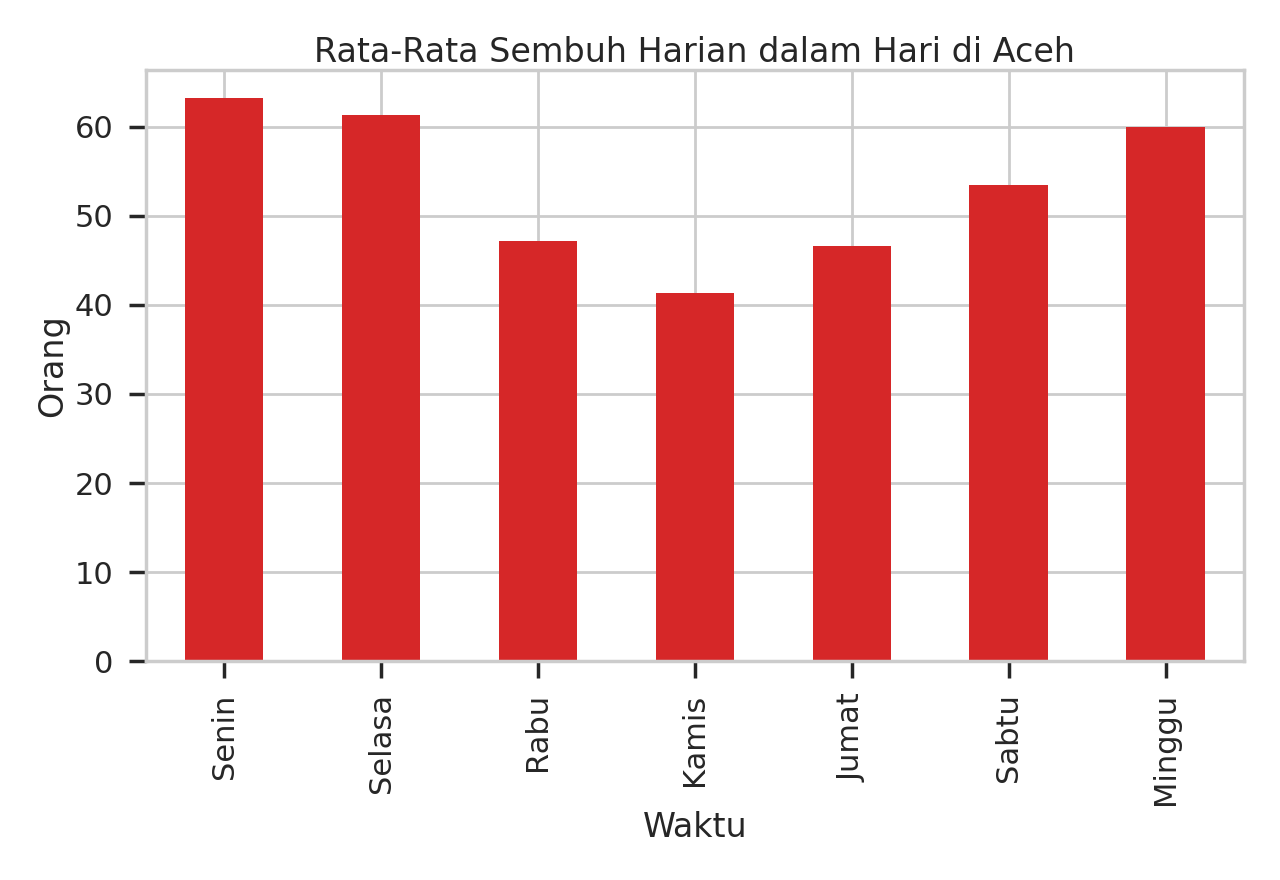 Rata-Rata Sembuh Harian dalam Hari di Aceh
60
50
40
30
20
10
0
Orang
Senin
Selasa
Rabu
Kamis
Jumat
Sabtu
Minggu
Waktu